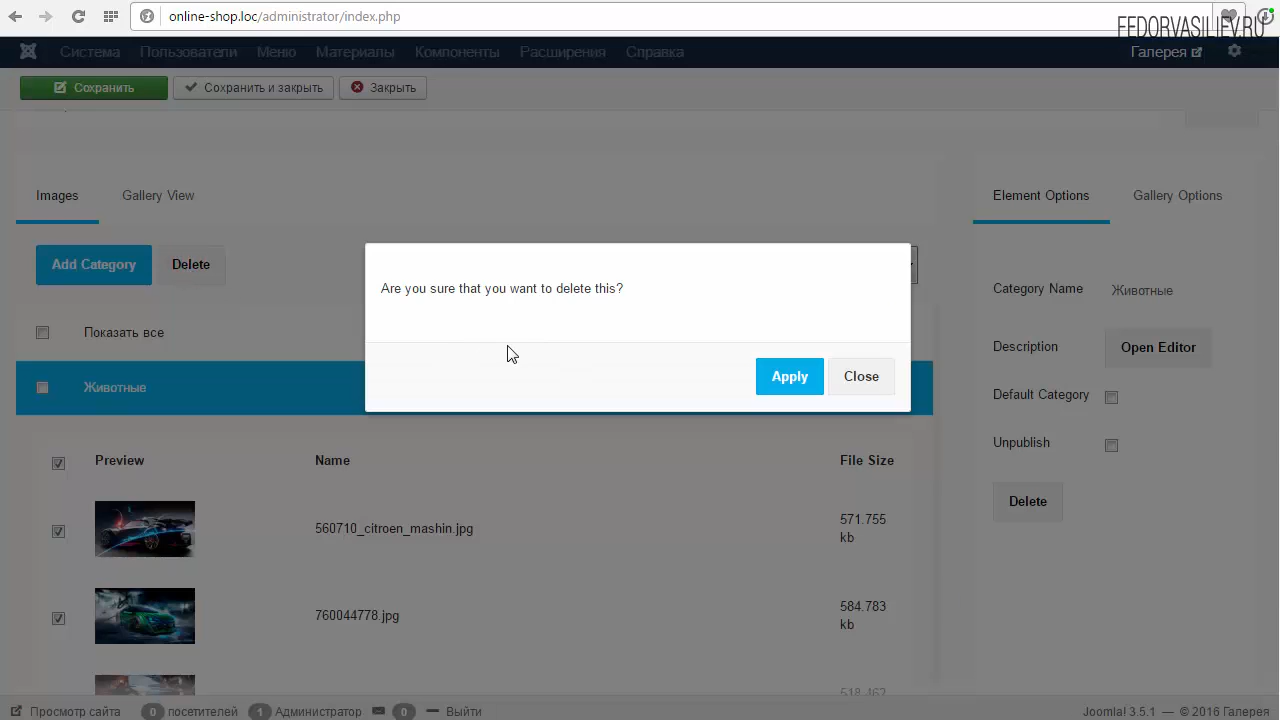 online-shop.loc/administrator/index.php
FEDORVASILIEV.RU
Система Пользователи Меню Материалы Компоненты Расширения Справка Галерея
Сохранить Сохранить и закрыть Закрыть
Images Gallery View Element Options Gallery Options
Add Category Delete
Are you sure that you want to delete this?
Category Name Животные
Показать все
Description Open Editor
Apply Close
Животные
Default Category
Unpublish
Preview Name File Size
Delete
560710_citroen_mashin.jpg 571.755 kb
760044778.jpg 584.783 kb
518.462
Просмотр сайта 0 посетителей 1 Администратор 0 Выйти Joomla! 3.5.1 — © 2016 Галерея